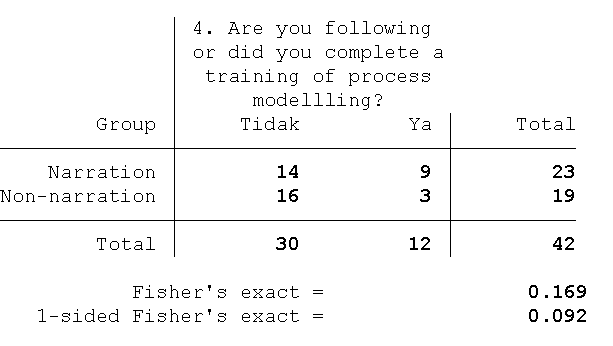 4. Are you following
or did you complete a
training of process
modellling?
Group Tidak Ya Total
Narration 14 9 23
Non-narration 16 3 19
Total 30 12 42
Fisher's exact = 0.169
1-sided Fisher's exact = 0.092